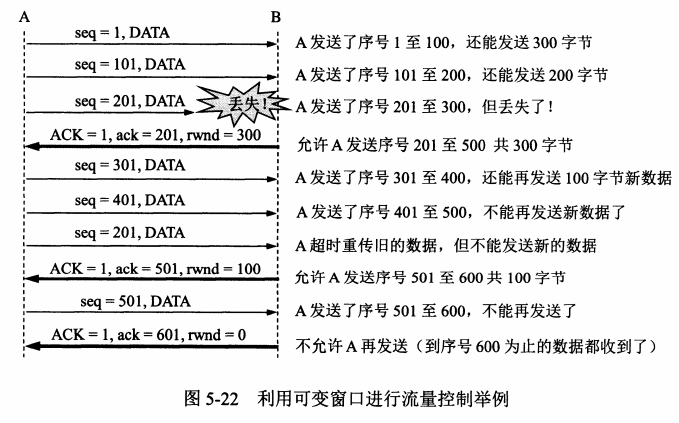 A B
seq = 1, DATA A 发送了序号 1 至 100，还能发送 300 字节
seq = 101, DATA A 发送了序号 101 至 200，还能发送 200 字节
seq = 201, DATA 丢失！ A 发送了序号 201 至 300，但丢失了！
ACK = 1, ack = 201, rwnd = 300 允许 A 发送序号 201 至 500 共 300 字节
seq = 301, DATA A 发送了序号 301 至 400，还能再发送 100 字节新数据
seq = 401, DATA A 发送了序号 401 至 500，不能再发送新数据了
seq = 201, DATA A 超时重传旧的数据，但不能发送新的数据
ACK = 1, ack = 501, rwnd = 100 允许 A 发送序号 501 至 600 共 100 字节
seq = 501, DATA A 发送了序号 501 至 600，不能再发送了
ACK = 1, ack = 601, rwnd = 0 不允许 A 再发送（到序号 600 为止的数据都收到了）
图 5-22 利用可变窗口进行流量控制举例